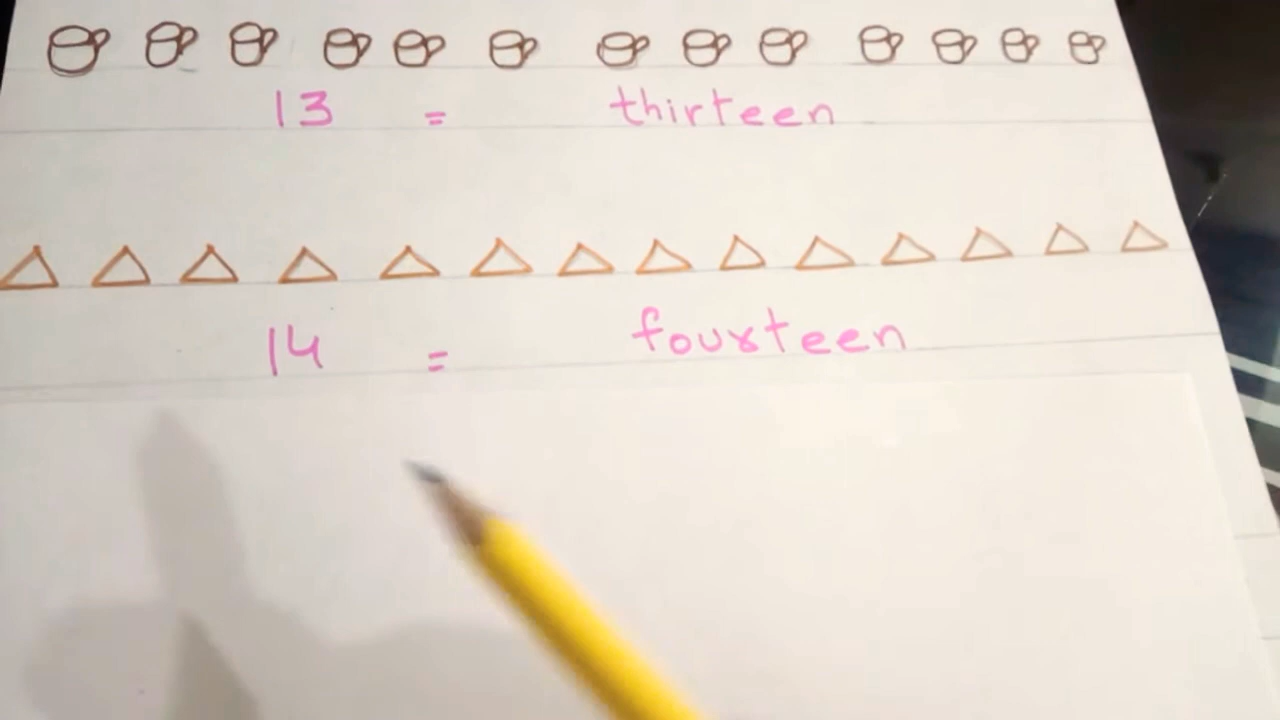 13 = thirteen
14 = fourteen